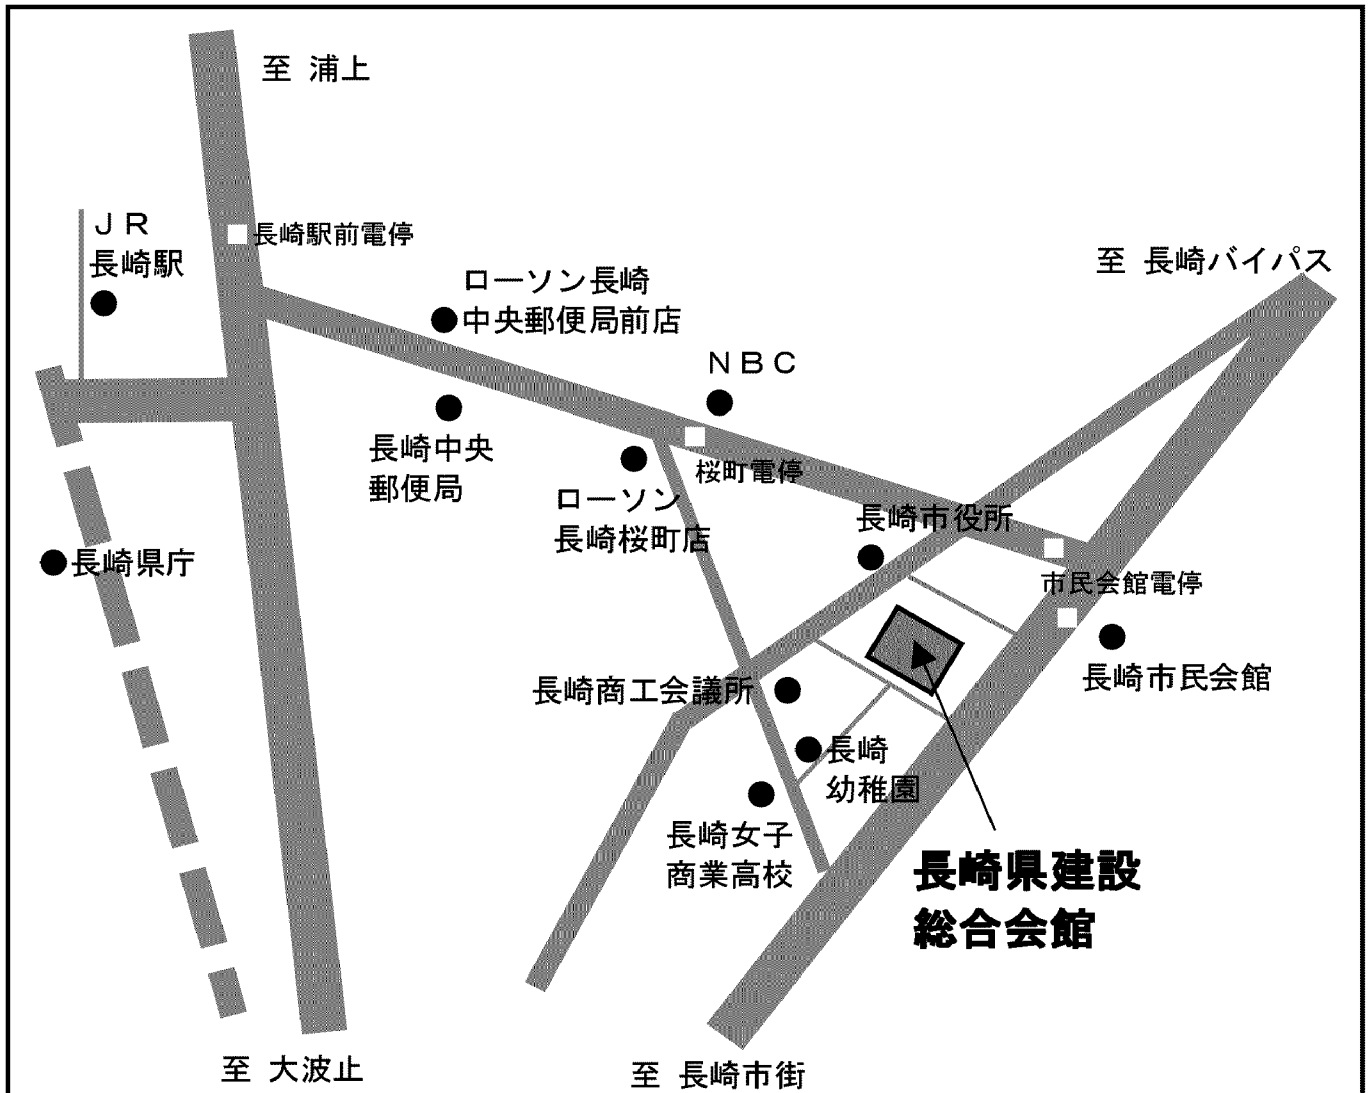 至 浦上
ＪＲ
長崎駅
長崎駅前電停
至 長崎バイパス
ローソン長崎
中央郵便局前店
ＮＢＣ
長崎中央
郵便局
桜町電停
ローソン
長崎桜町店
長崎市役所
長崎県庁
市民会館電停
長崎市民会館
長崎商工会議所
長崎
幼稚園
長崎女子
商業高校
長崎県建設
総合会館
至 大波止
至 長崎市街